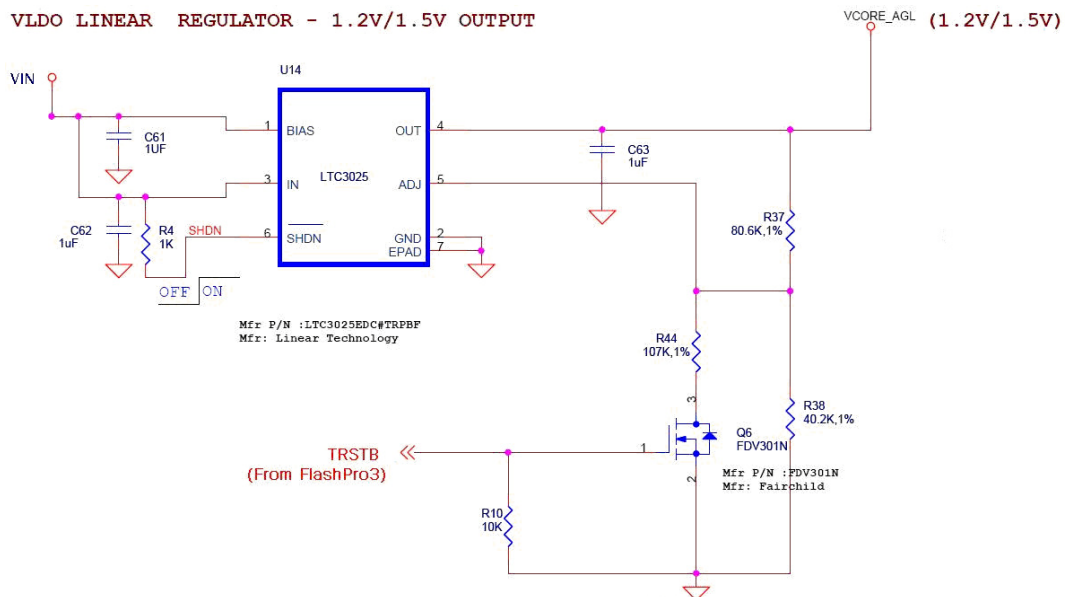 VLDO LINEAR REGULATOR - 1.2V/1.5V OUTPUT
VCORE_AGL (1.2V/1.5V)
VIN
U14
1 BIAS OUT 4
C61
1UF
C63
1uF
3 IN LTC3025 ADJ 5
R37
80.6K,1%
C62
1uF
R4
1K
SHDN
6 SHDN GND 2
EPAD 7
OFF ON
Mfr P/N :LTC3025EDC#TRPBF
Mfr: Linear Technology
R44
107K,1%
3
R38
40.2K,1%
Q6
FDV301N
1
TRSTB
(From FlashPro3)
Mfr P/N :FDV301N
Mfr: Fairchild
2
R10
10K